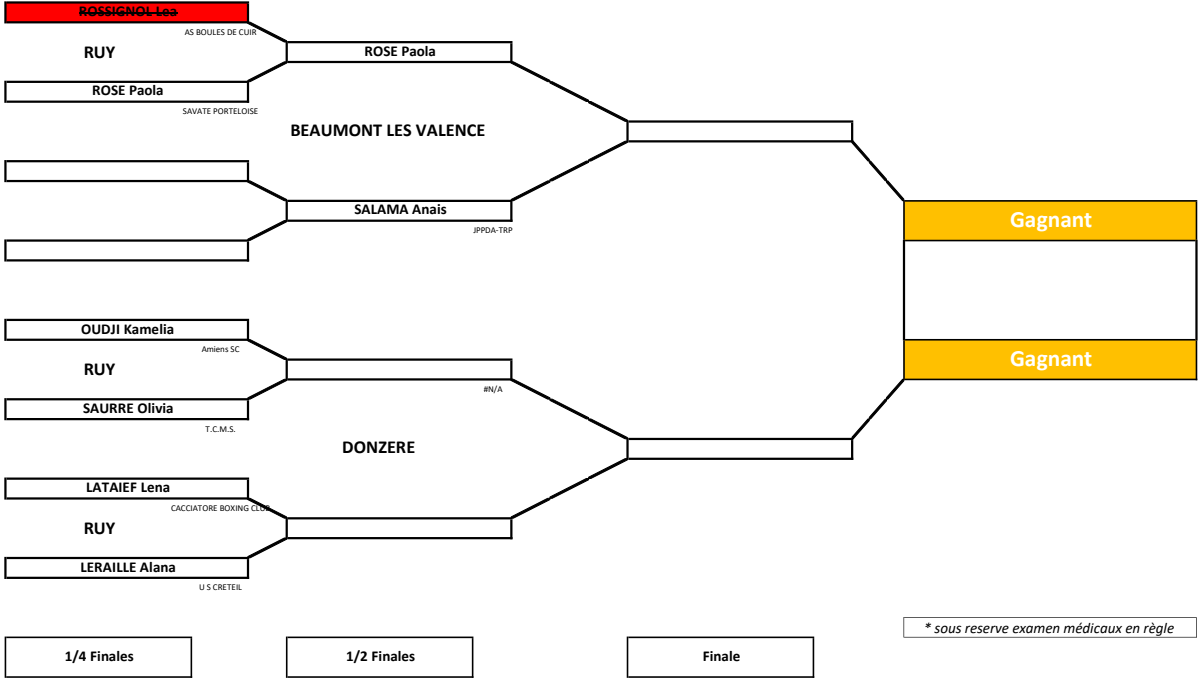 ROSSIGNOL Lea
AS BOULES DE CUIR
RUY
ROSE Paola
ROSE Paola
SAVATE PORTELOISE
BEAUMONT LES VALENCE
SALAMA Anais
JPPDA-TRP
Gagnant
OUDJI Kamelia
Amiens SC
RUY
Gagnant
#N/A
SAURRE Olivia
T.C.M.S.
DONZERE
LATAIEF Lena
CACCIATORE BOXING CLUB
RUY
LERAILLE Alana
U S CRETEIL
* sous reserve examen médicaux en règle
1/4 Finales
1/2 Finales
Finale